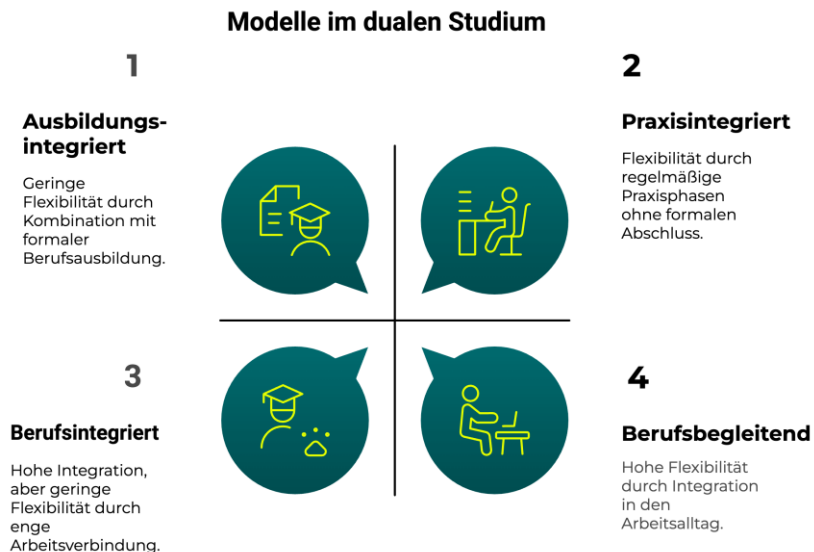 Modelle im dualen Studium
1
Ausbildungs-
integriert
Geringe
Flexibilität durch
Kombination mit
formaler
Berufsausbildung.
2
Praxisintegriert
Flexibilität durch
regelmäßige
Praxisphasen
ohne formalen
Abschluss.
3
Berufsintegriert
Hohe Integration,
aber geringe
Flexibilität durch
enge
Arbeitsverbindung.
4
Berufsbegleitend
Hohe Flexibilität
durch Integration
in den
Arbeitsalltag.